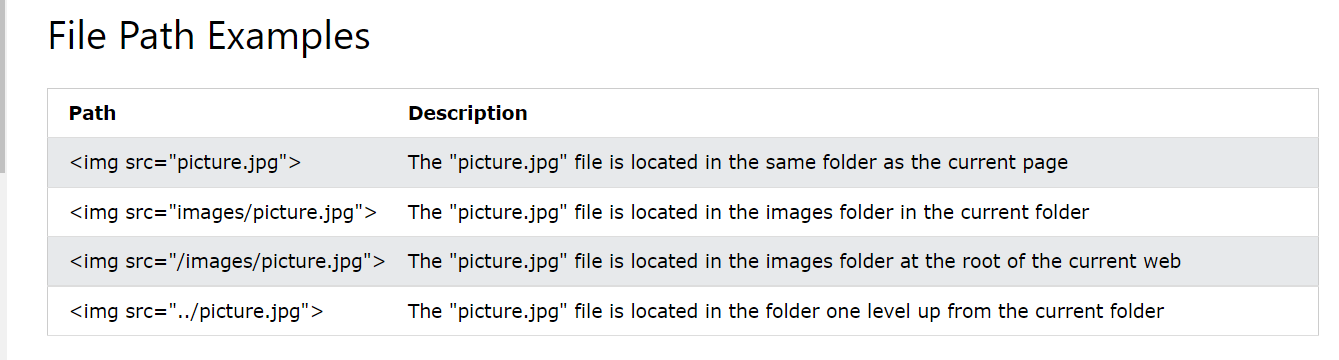 File Path Examples
Path Description
<img src="picture.jpg"> The "picture.jpg" file is located in the same folder as the current page
<img src="images/picture.jpg"> The "picture.jpg" file is located in the images folder in the current folder
<img src="/images/picture.jpg"> The "picture.jpg" file is located in the images folder at the root of the current web
<img src="../picture.jpg"> The "picture.jpg" file is located in the folder one level up from the current folder